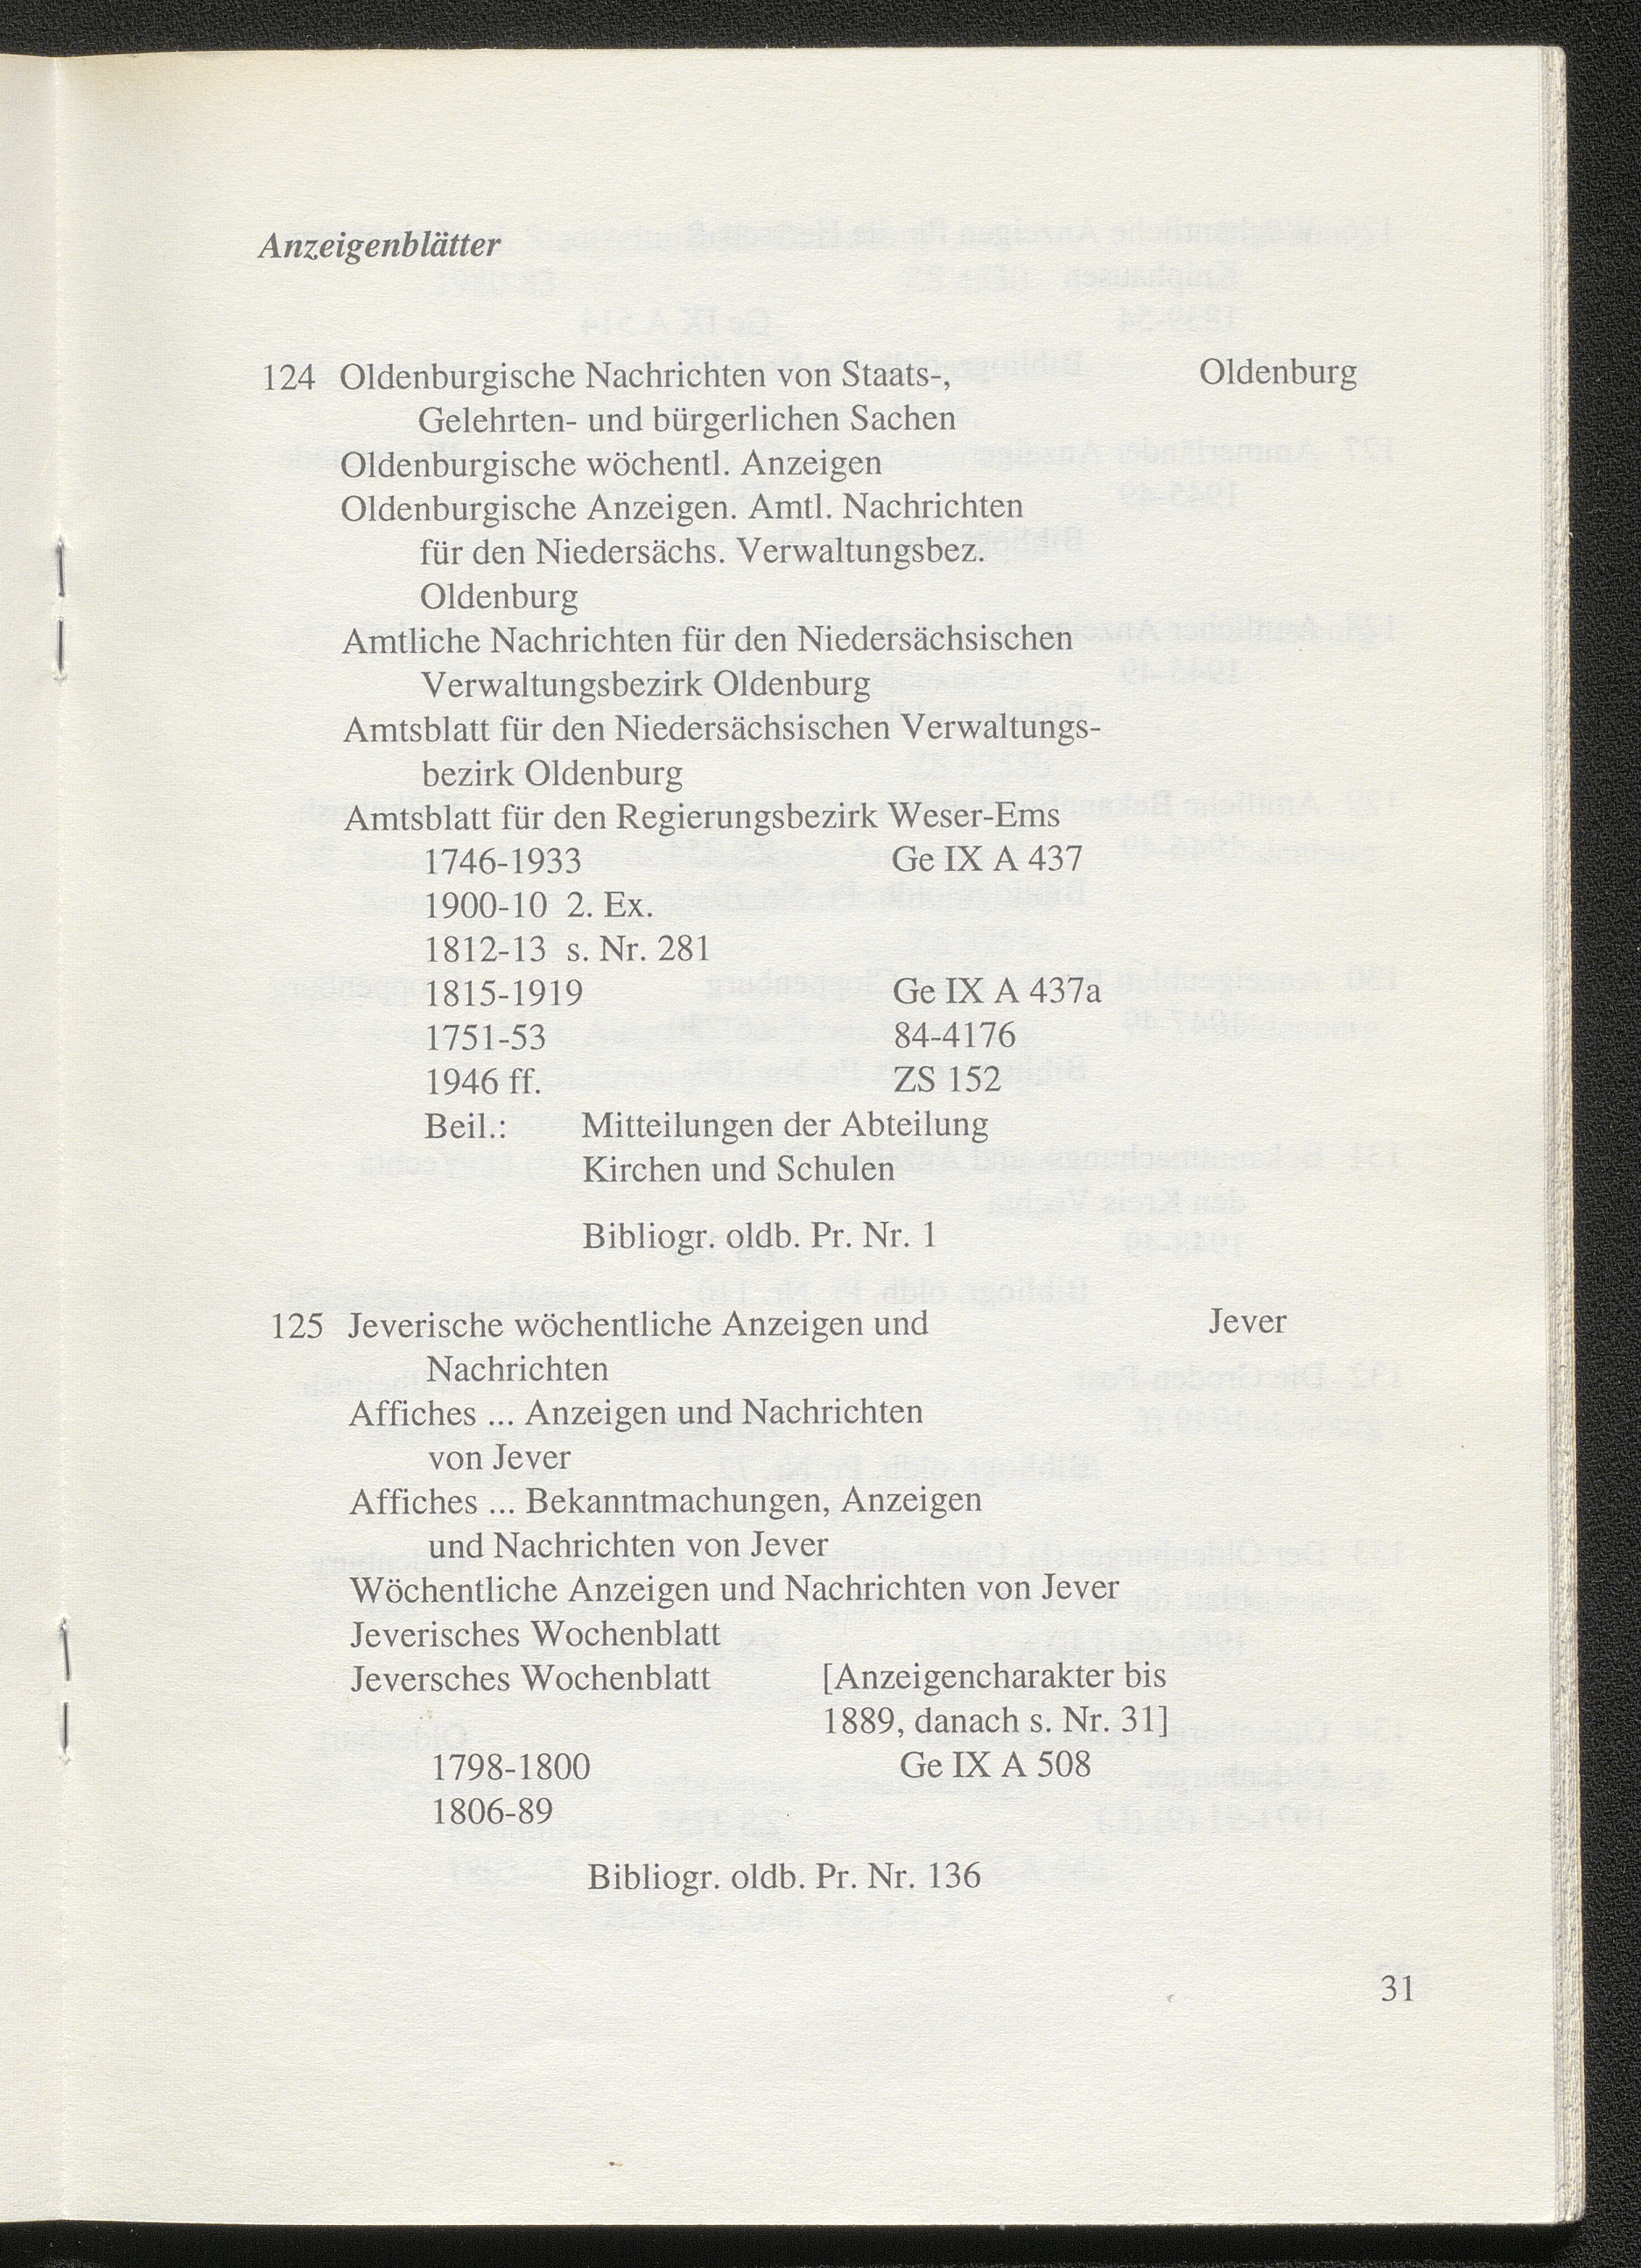 Anzeigenblätter
124 Oldenburgische Nachrichten von Staats-, Oldenburg
Gelehrten- und bürgerlichen Sachen
Oldenburgische wöchentl. Anzeigen
Oldenburgische Anzeigen. Amtl. Nachrichten
für den Niedersächs. Verwaltungsbez.
Oldenburg
Amtliche Nachrichten für den Niedersächsischen
Verwaltungsbezirk Oldenburg
Amtsblatt für den Niedersächsischen Verwaltungs-
bezirk Oldenburg
Amtsblatt für den Regierungsbezirk Weser-Ems
1746-1933 Ge IX A 437
1900-10 2. Ex.
1812-13 s. Nr. 281
1815-1919 Ge IX A 437a
1751-53 84-4176
1946 ff. ZS 152
Beil.: Mitteilungen der Abteilung
Kirchen und Schulen
Bibliogr. oldb. Pr. Nr. 1
125 Jeverische wöchentliche Anzeigen und Jever
Nachrichten
Affiches ... Anzeigen und Nachrichten
von Jever
Affiches ... Bekanntmachungen, Anzeigen
und Nachrichten von Jever
Wöchentliche Anzeigen und Nachrichten von Jever
Jeverisches Wochenblatt
Jeversches Wochenblatt [Anzeigencharakter bis
1889, danach s. Nr. 31]
1798-1800 Ge IX A 508
1806-89
Bibliogr. oldb. Pr. Nr. 136
31